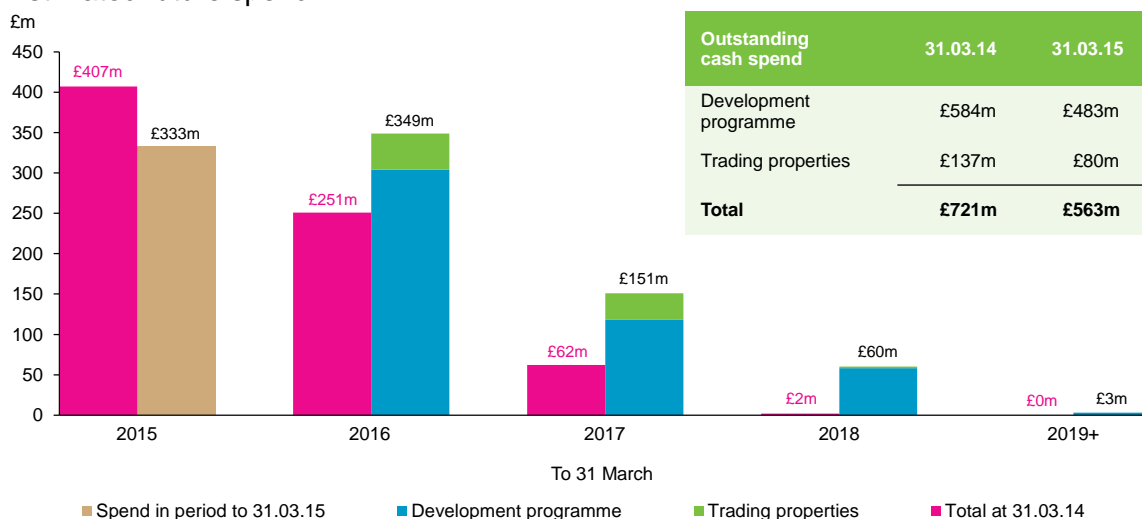 £m
450
400
350
300
250
200
150
100
50
0
£407m
£333m
£251m
£349m
£62m
£151m
£2m
£60m
£0m
£3m
2015
2016
2017
2018
2019+
To 31 March
Spend in period to 31.03.15
Development programme
Trading properties
Total at 31.03.14
Outstanding
cash spend
31.03.14
31.03.15
Development
programme
£584m
£483m
Trading properties
£137m
£80m
Total
£721m
£563m